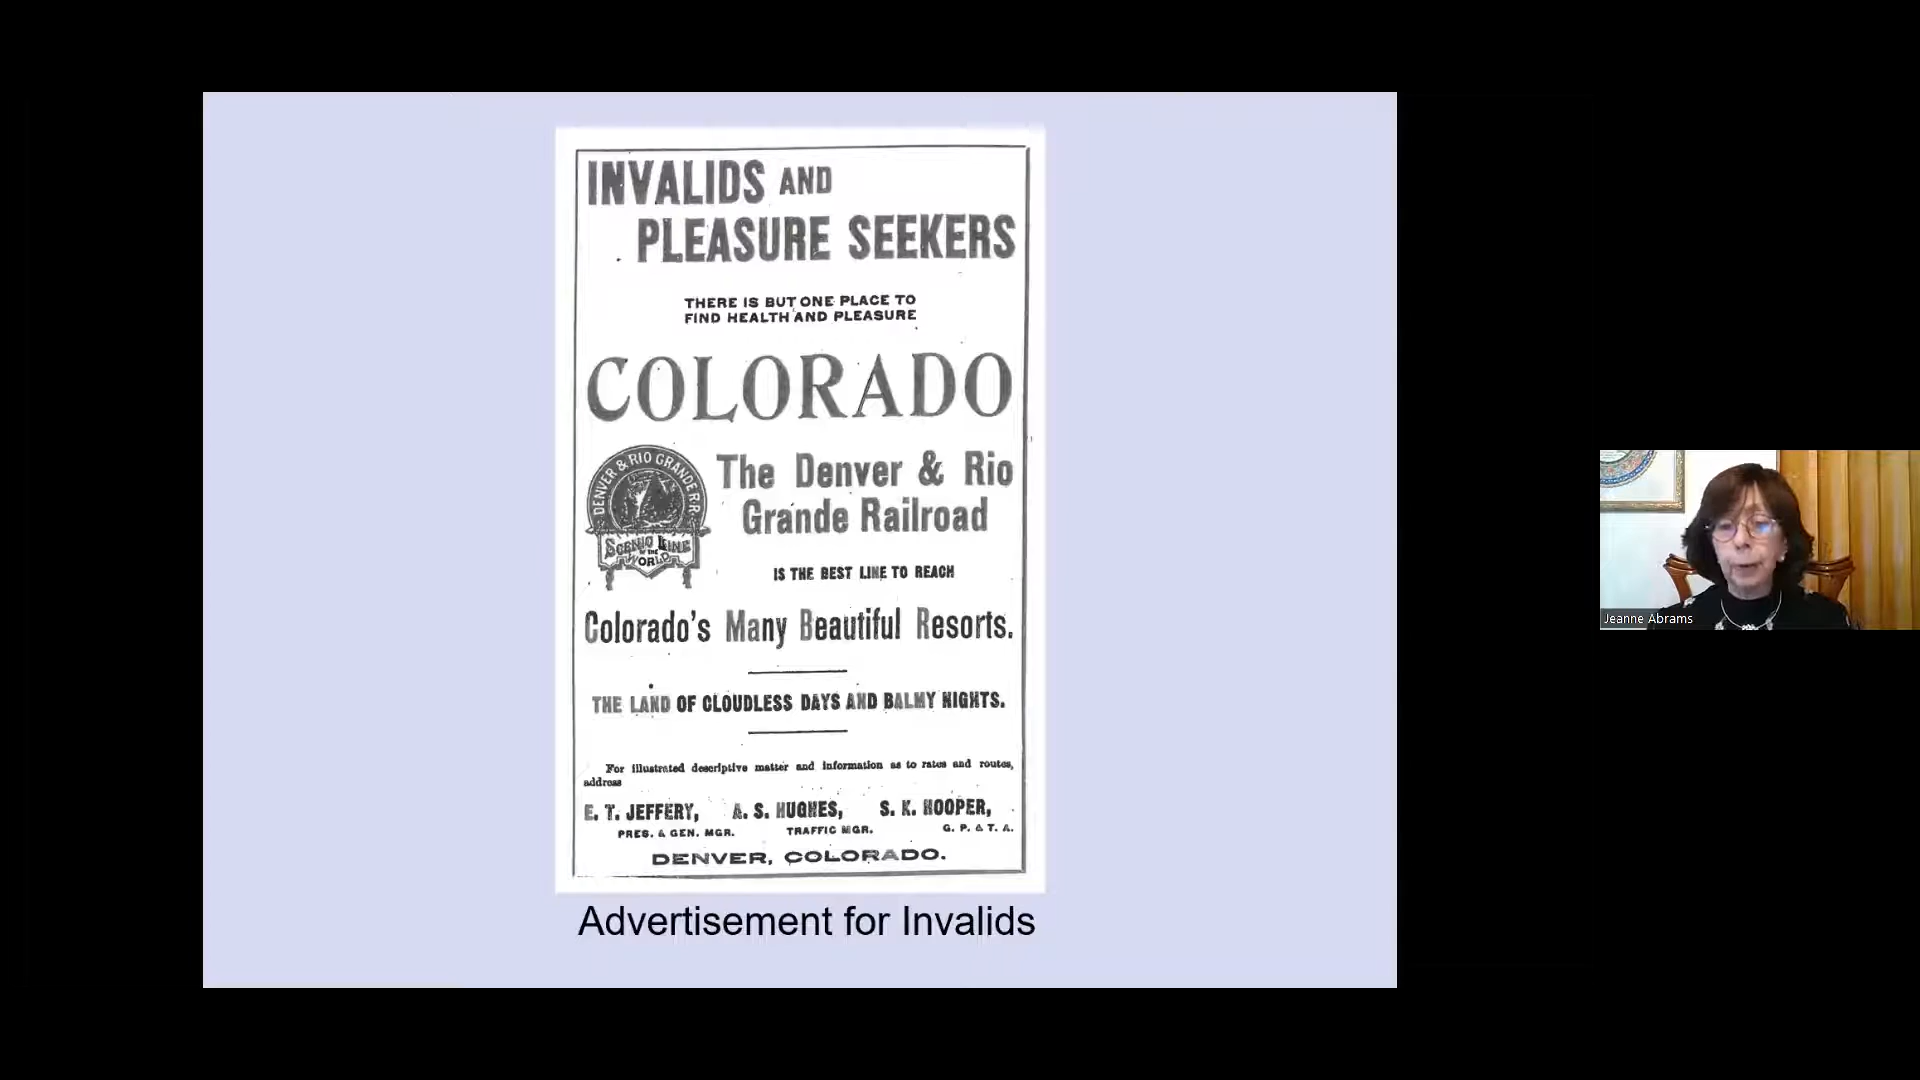 INVALIDS AND
PLEASURE SEEKERS
THERE IS BUT ONE PLACE TO
FIND HEALTH AND PLEASURE
COLORADO
DENVER & RIO GRANDE R.R.
SCENIC LINE
OF THE
WORLD
The Denver & Rio
Grande Railroad
IS THE BEST LINE TO REACH
Colorado's Many Beautiful Resorts.
THE LAND OF CLOUDLESS DAYS AND BALMY NIGHTS.
For illustrated descriptive matter and information as to rates and routes,
address
E. T. JEFFERY, A. S. HUGHES, S. K. HOOPER,
PRES. & GEN. MGR. TRAFFIC MGR. G. P. & T. A.
DENVER, COLORADO.
Advertisement for Invalids
Jeanne Abrams